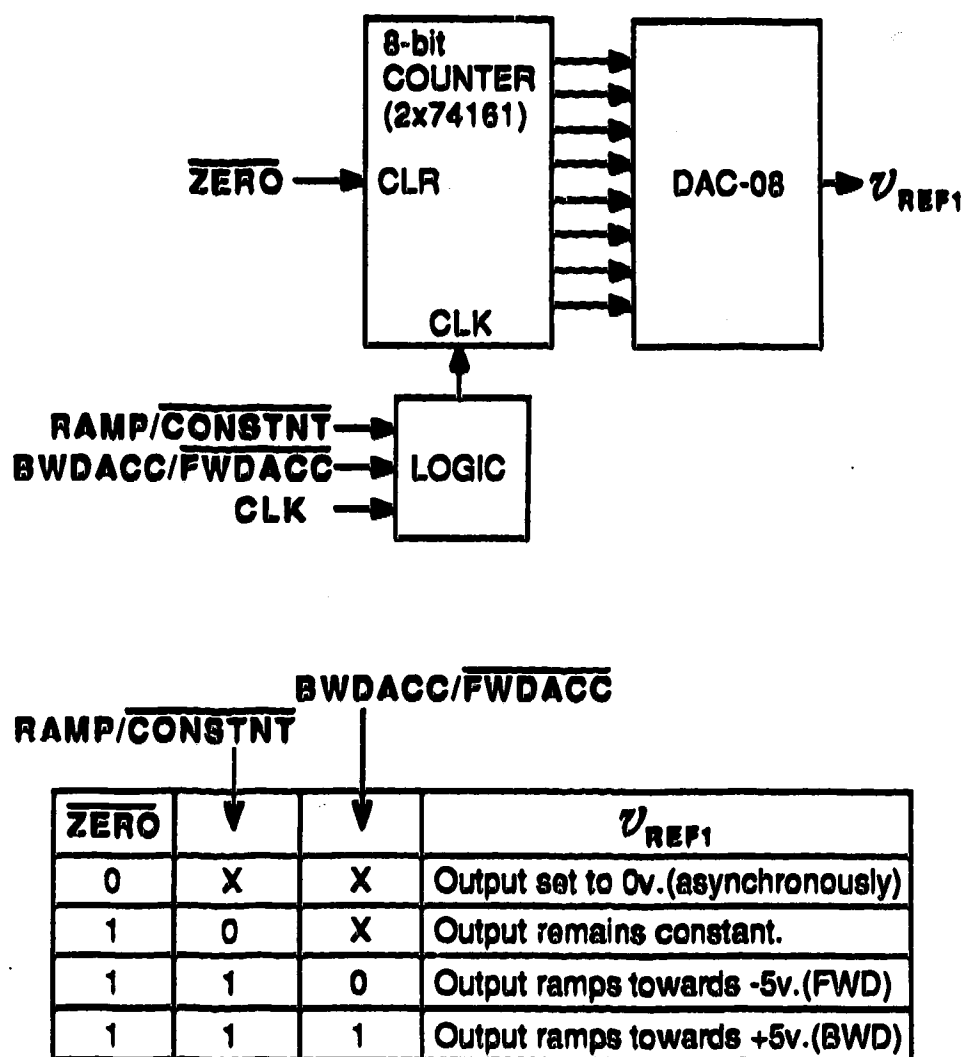 8-bit
COUNTER
(2x74161)
ZERO
CLR
DAC-08
v REF1
CLK
RAMP/CONSTNT
BWDACC/FWDACC
CLK
LOGIC
BWDACC/FWDACC
RAMP/CONSTNT
ZERO v REF1
0 X X Output set to 0v.(asynchronously)
1 0 X Output remains constant.
1 1 0 Output ramps towards -5v.(FWD)
1 1 1 Output ramps towards +5v.(BWD)